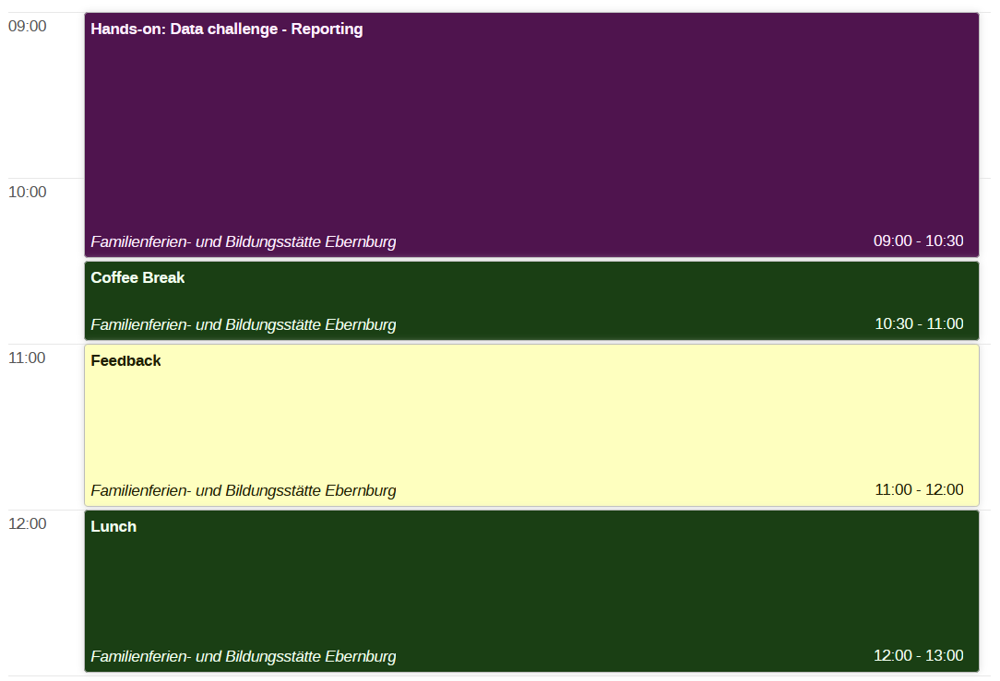 09:00
Hands-on: Data challenge - Reporting
10:00
Familienferien- und Bildungsstätte Ebernburg 09:00 - 10:30
Coffee Break
Familienferien- und Bildungsstätte Ebernburg 10:30 - 11:00
11:00
Feedback
Familienferien- und Bildungsstätte Ebernburg 11:00 - 12:00
12:00
Lunch
Familienferien- und Bildungsstätte Ebernburg 12:00 - 13:00